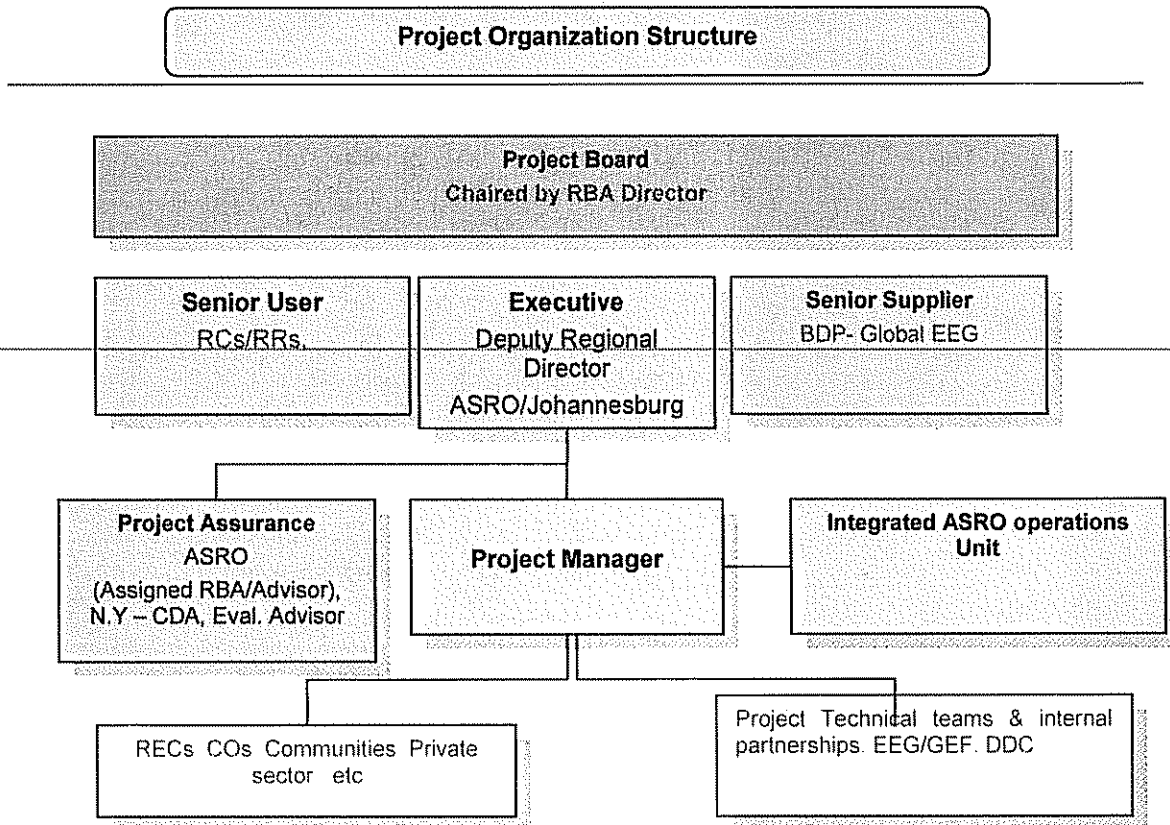 Project Organization Structure
Project Board
Chaired by RBA Director
Senior User
RCs/RRs,
Executive
Deputy Regional
Director
ASRO/Johannesburg
Senior Supplier
BDP- Global EEG
Project Assurance
ASRO
(Assigned RBA/Advisor),
N.Y – CDA, Eval. Advisor
Project Manager
Integrated ASRO operations
Unit
RECs COs Communities Private
sector etc
Project Technical teams & internal
partnerships. EEG/GEF. DDC